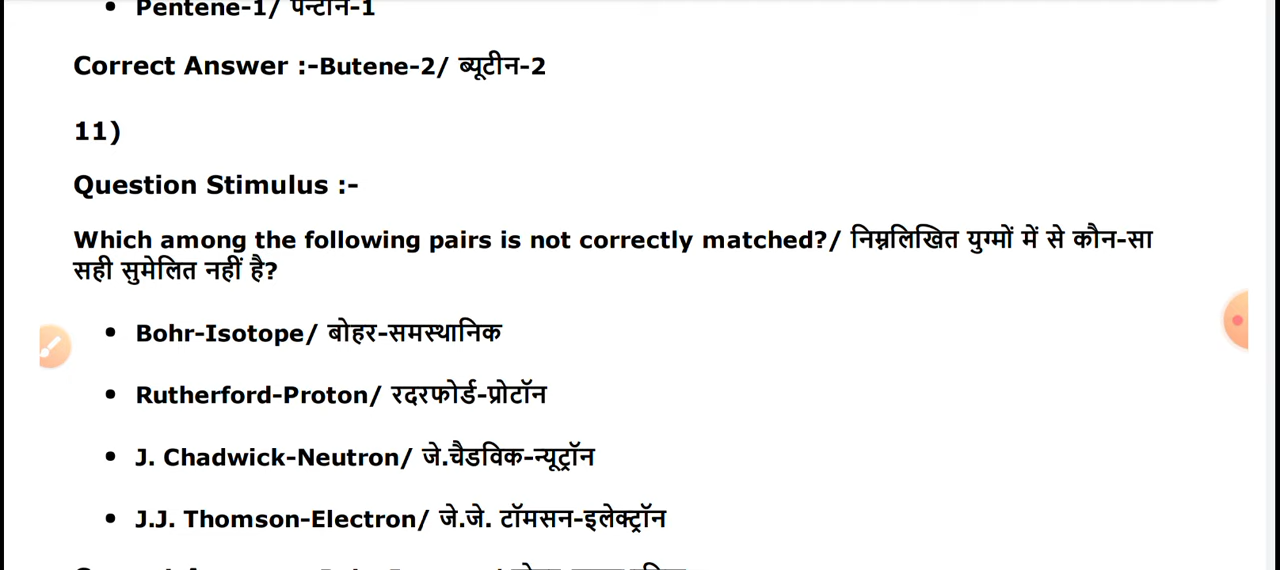 • Pentene-1/ पेन्टीन-1
Correct Answer :-Butene-2/ ब्यूटीन-2
11)
Question Stimulus :-
Which among the following pairs is not correctly matched?/ निम्नलिखित युग्मों में से कौन-सा
सही सुमेलित नहीं है?
• Bohr-Isotope/ बोहर-समस्थानिक
• Rutherford-Proton/ रदरफोर्ड-प्रोटॉन
• J. Chadwick-Neutron/ जे.चैडविक-न्यूट्रॉन
• J.J. Thomson-Electron/ जे.जे. टॉमसन-इलेक्ट्रॉन